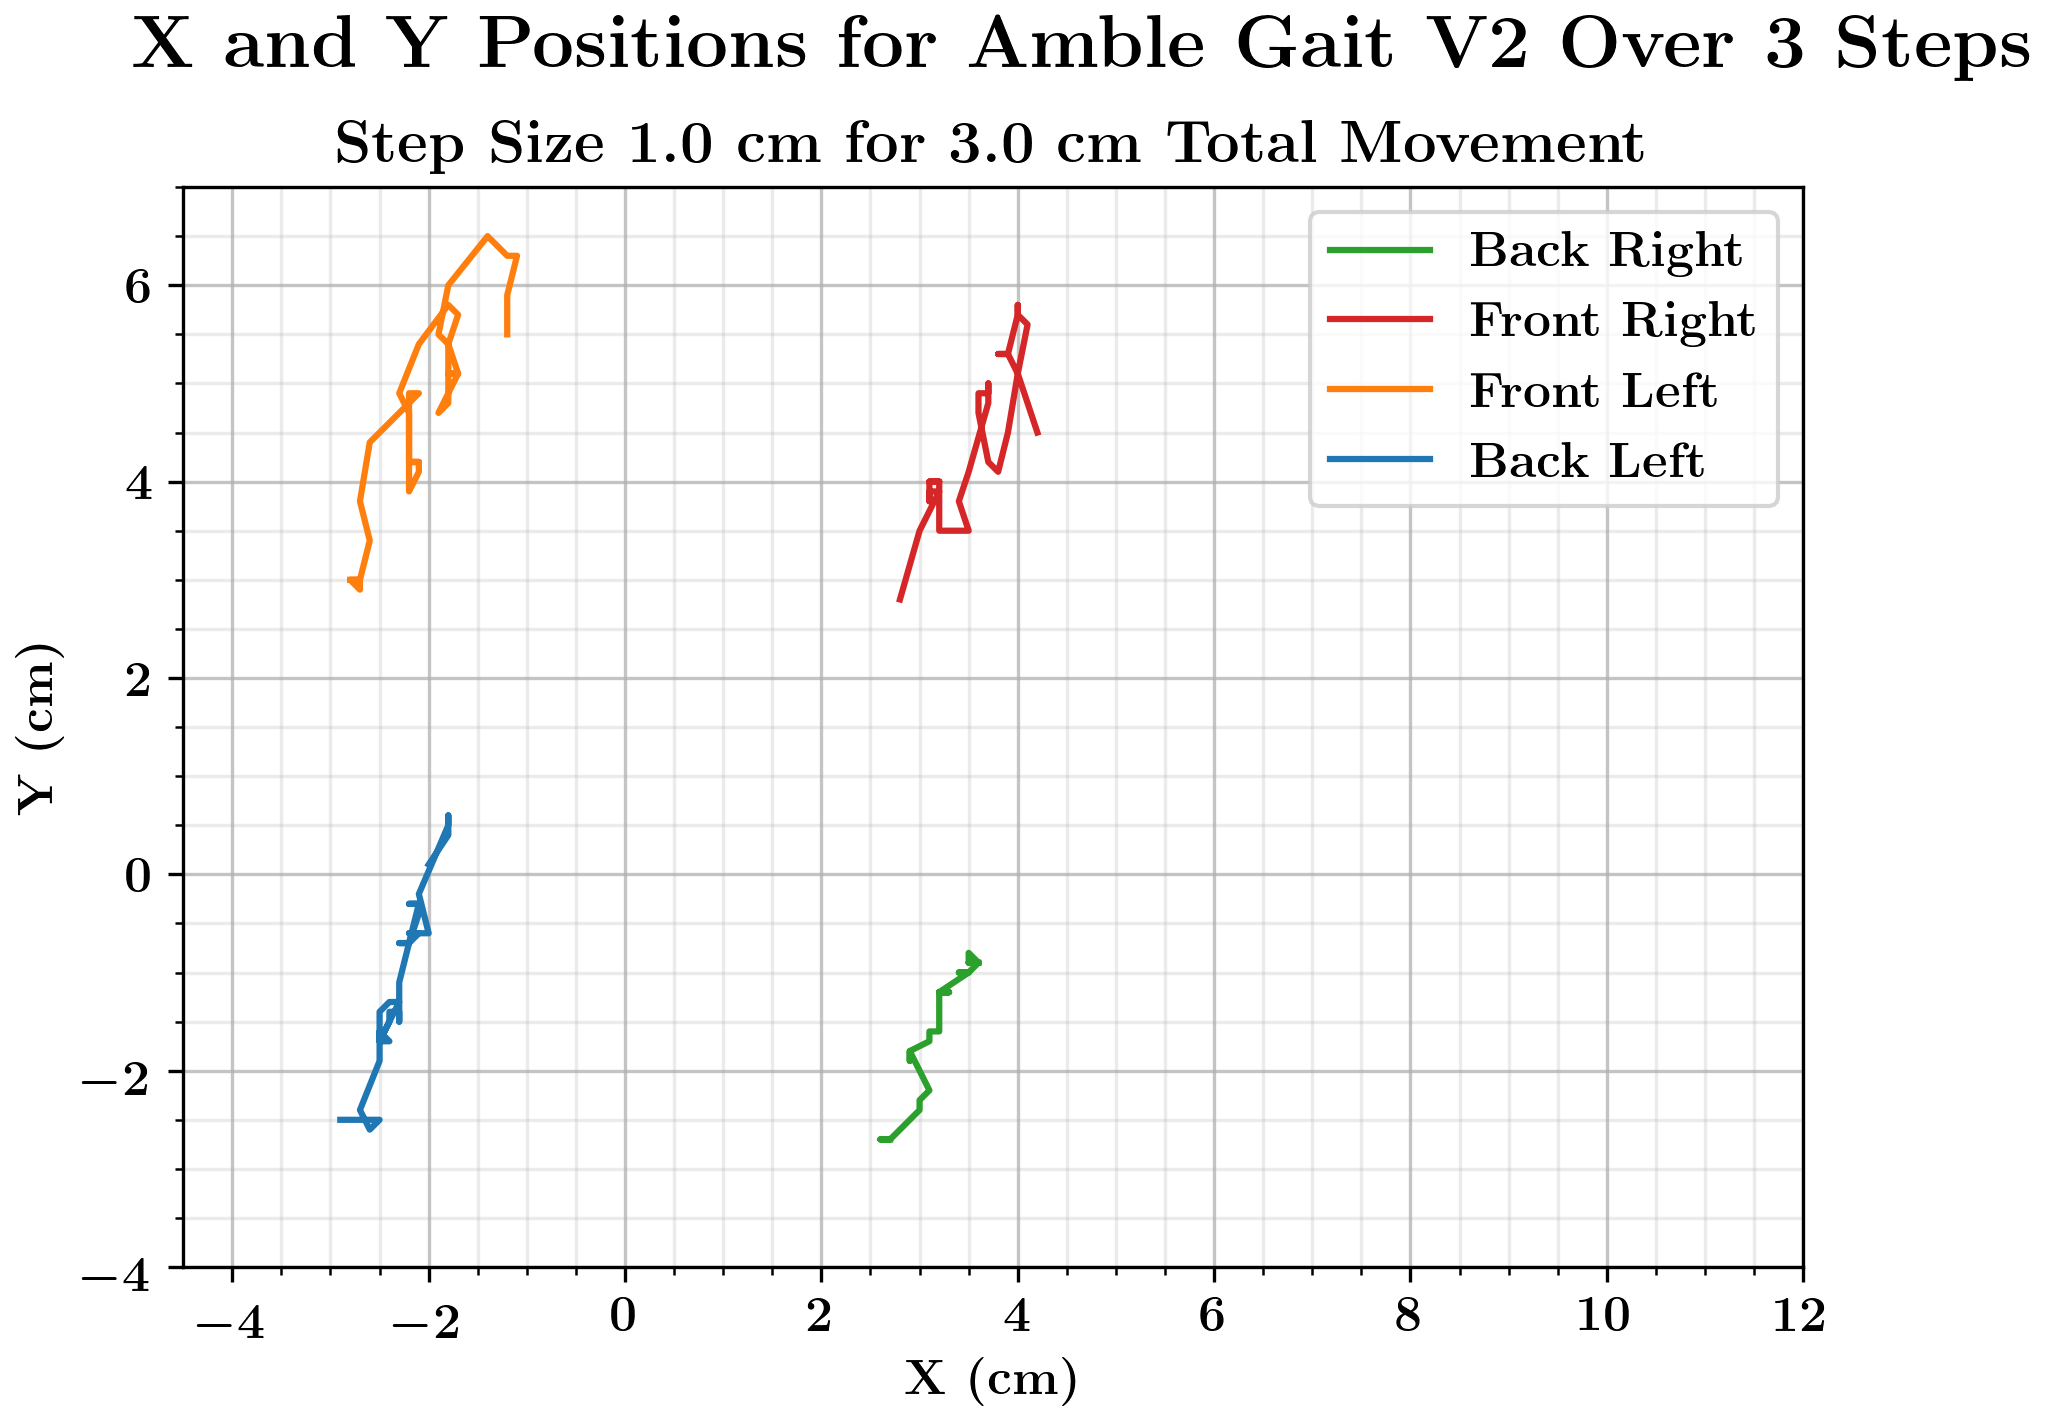 X and Y Positions for Amble Gait V2 Over 3 Steps
Step Size 1.0 cm for 3.0 cm Total Movement
Back Right
Front Right
Front Left
Back Left
6
4
2
0
−2
−4
Y (cm)
−4 −2 0 2 4 6 8 10 12
X (cm)